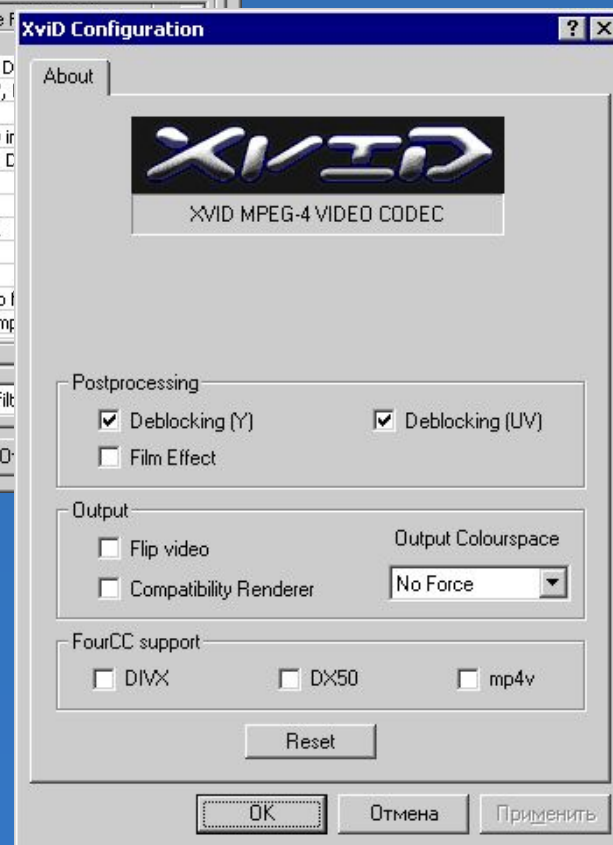 XviD Configuration
About
XViD
XVID MPEG-4 VIDEO CODEC
Postprocessing
Deblocking (Y) Deblocking (UV)
Film Effect
Output
Flip video Output Colourspace
Compatibility Renderer No Force
FourCC support
DIVX DX50 mp4v
Reset
OK Отмена Применить